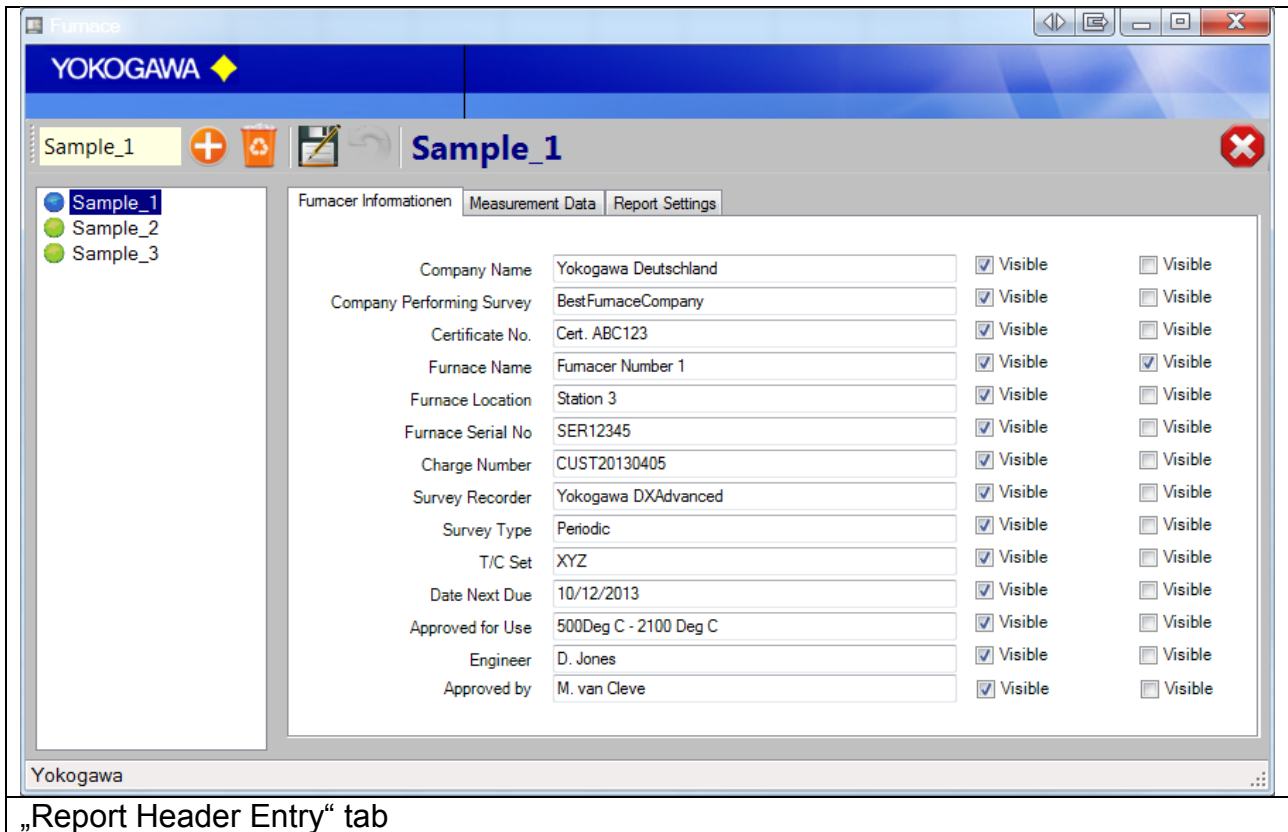 Furnace
YOKOGAWA
Sample_1 Sample_1
Sample_1
Sample_2
Sample_3
Furnacer Informationen Measurement Data Report Settings
Company Name Yokogawa Deutschland Visible Visible
Company Performing Survey BestFurnaceCompany Visible Visible
Certificate No. Cert. ABC123 Visible Visible
Furnace Name Furnacer Number 1 Visible Visible
Furnace Location Station 3 Visible Visible
Furnace Serial No SER12345 Visible Visible
Charge Number CUST20130405 Visible Visible
Survey Recorder Yokogawa DXAdvanced Visible Visible
Survey Type Periodic Visible Visible
T/C Set XYZ Visible Visible
Date Next Due 10/12/2013 Visible Visible
Approved for Use 500Deg C - 2100 Deg C Visible Visible
Engineer D. Jones Visible Visible
Approved by M. van Cleve Visible Visible
Yokogawa
„Report Header Entry“ tab